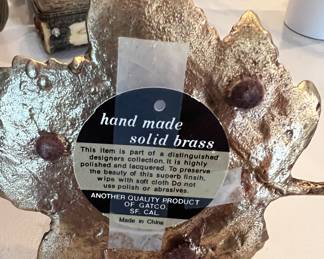 hand made
solid brass
This item is part of a distinguished
designers collection. It is highly
polished and lacquered. To preserve
the beauty of this superb finsih,
wipe with soft cloth Do not
use polish or abrasives.
ANOTHER QUALITY PRODUCT
OF GATCO.
SF. CAL.
Made in China